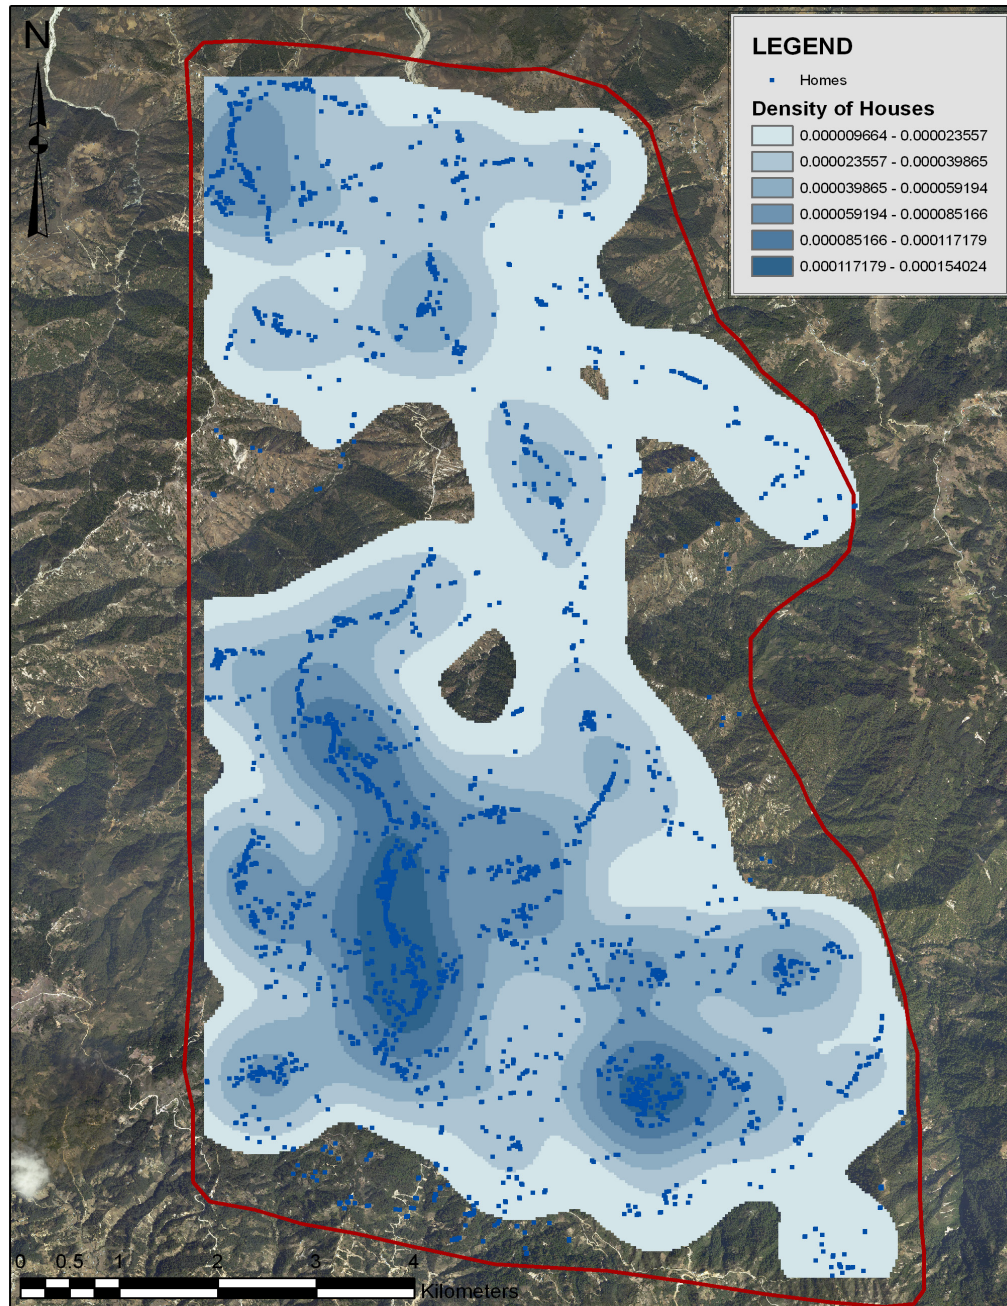 N
LEGEND
Homes
Density of Houses
0.000009664 - 0.000023557
0.000023557 - 0.000039865
0.000039865 - 0.000059194
0.000059194 - 0.000085166
0.000085166 - 0.000117179
0.000117179 - 0.000154024
0 0.5 1 2 3 4
Kilometers